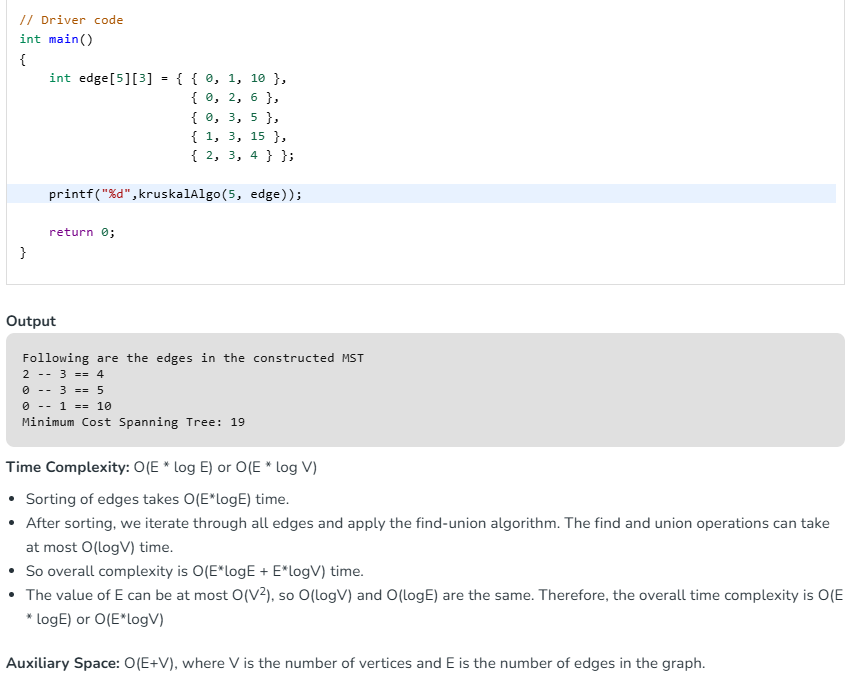 // Driver code
int main()
{
    int edge[5][3] = { { 0, 1, 10 },
                       { 0, 2, 6 },
                       { 0, 3, 5 },
                       { 1, 3, 15 },
                       { 2, 3, 4 } };
    printf("%d",kruskalAlgo(5, edge));
    return 0;
}
Output
Following are the edges in the constructed MST
2 -- 3 == 4
0 -- 3 == 5
0 -- 1 == 10
Minimum Cost Spanning Tree: 19
Time Complexity: O(E * log E) or O(E * log V)
• Sorting of edges takes O(E*logE) time.
• After sorting, we iterate through all edges and apply the find-union algorithm. The find and union operations can take
at most O(logV) time.
• So overall complexity is O(E*logE + E*logV) time.
• The value of E can be at most O(V²), so O(logV) and O(logE) are the same. Therefore, the overall time complexity is O(E
* logE) or O(E*logV)
Auxiliary Space: O(E+V), where V is the number of vertices and E is the number of edges in the graph.